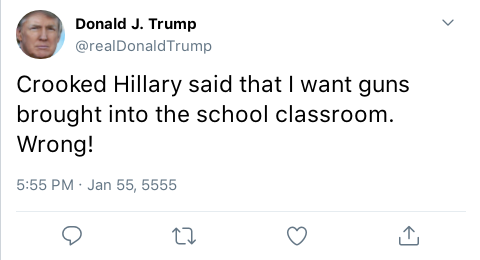 Donald J. Trump
@realDonaldTrump
Crooked Hillary said that I want guns
brought into the school classroom.
Wrong!
5:55 PM · Jan 55, 5555